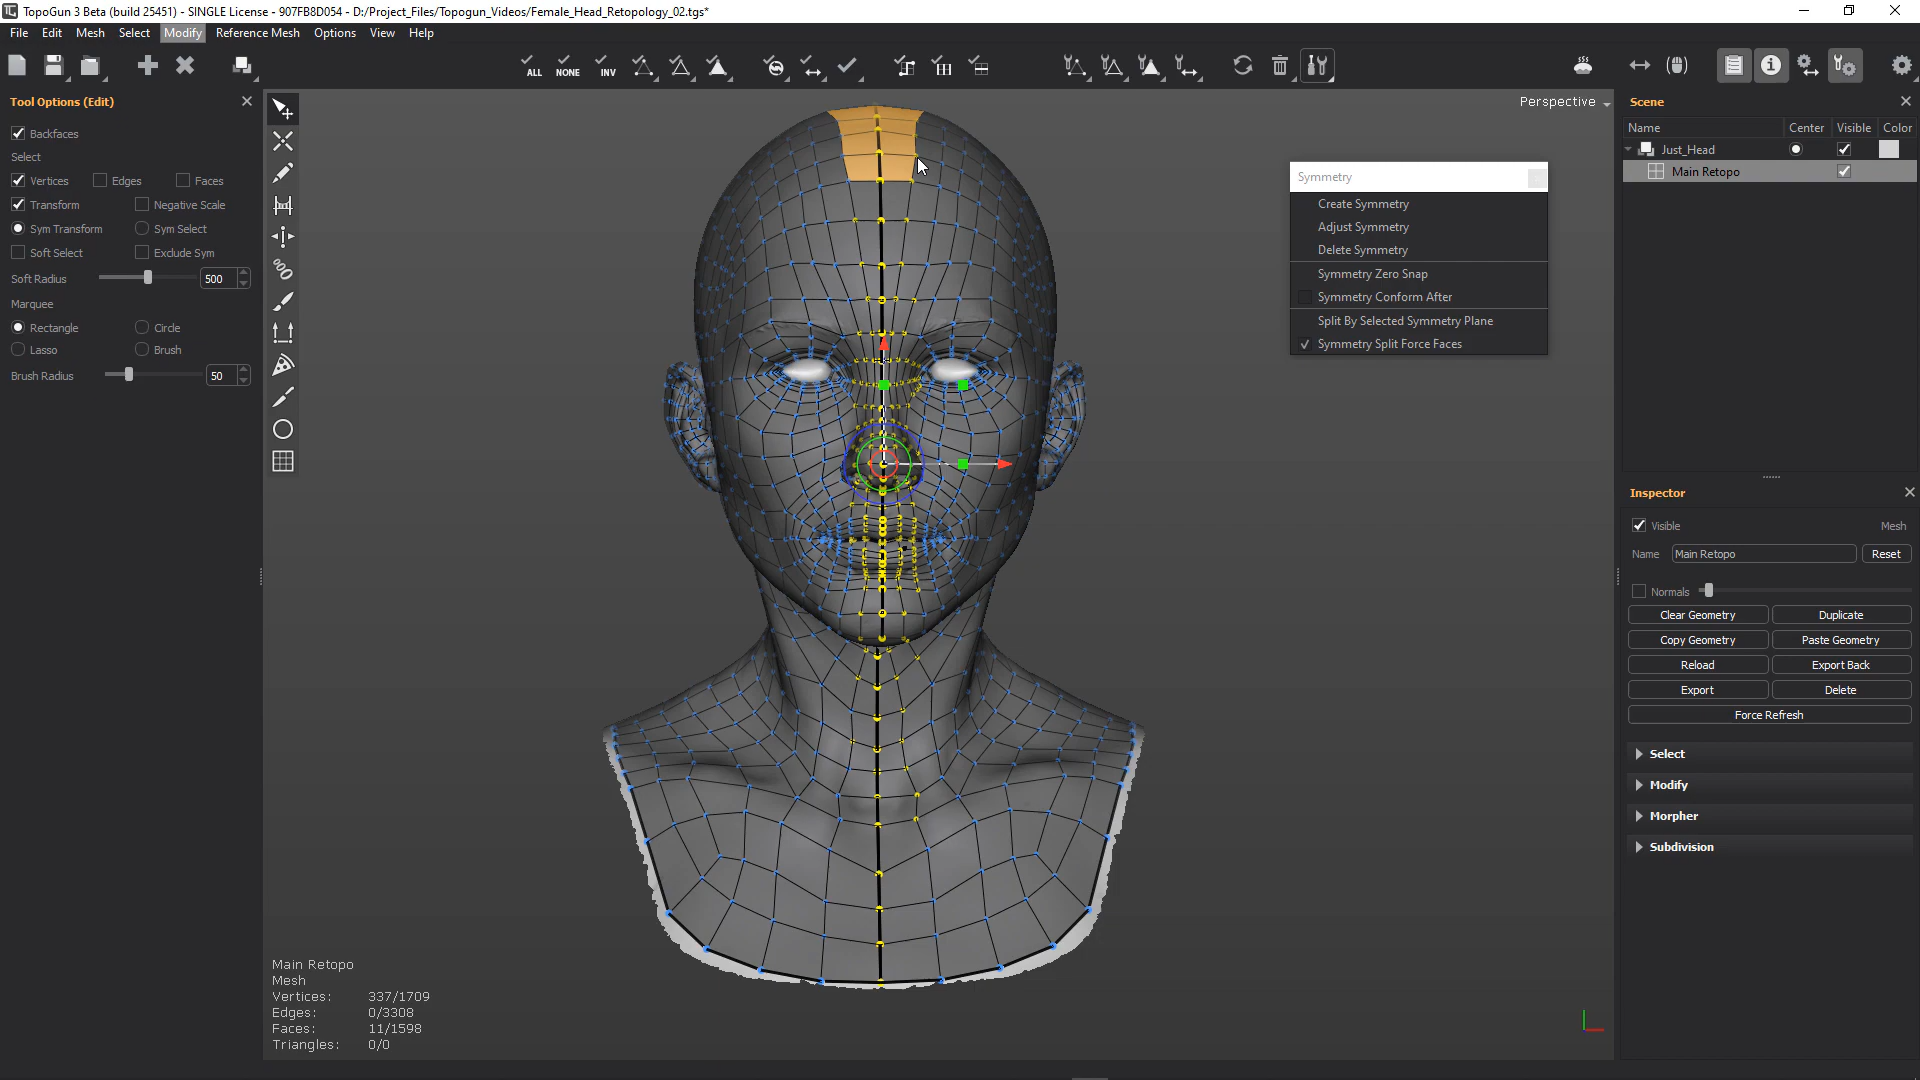 TopoGun 3 Beta (build 25451) - SINGLE License - 907FB8D054 - D:/Project_Files/Topogun_Videos/Female_Head_Retopology_02.tgs*
File Edit Mesh Select Modify Reference Mesh Options View Help
ALL NONE INV
Tool Options (Edit)
Backfaces
Select
Vertices Edges Faces
Transform Negative Scale
Sym Transform Sym Select
Soft Select Exclude Sym
Soft Radius 500
Marquee
Rectangle Circle
Lasso Brush
Brush Radius 50
Perspective
Symmetry
Create Symmetry
Adjust Symmetry
Delete Symmetry
Symmetry Zero Snap
Symmetry Conform After
Split By Selected Symmetry Plane
Symmetry Split Force Faces
Main Retopo
Mesh
Vertices: 337/1709
Edges: 0/3308
Faces: 11/1598
Triangles: 0/0
Scene
Name Center Visible Color
Just_Head
Main Retopo
Inspector
Visible Mesh
Name Main Retopo Reset
Normals
Clear Geometry Duplicate
Copy Geometry Paste Geometry
Reload Export Back
Export Delete
Force Refresh
Select
Modify
Morpher
Subdivision